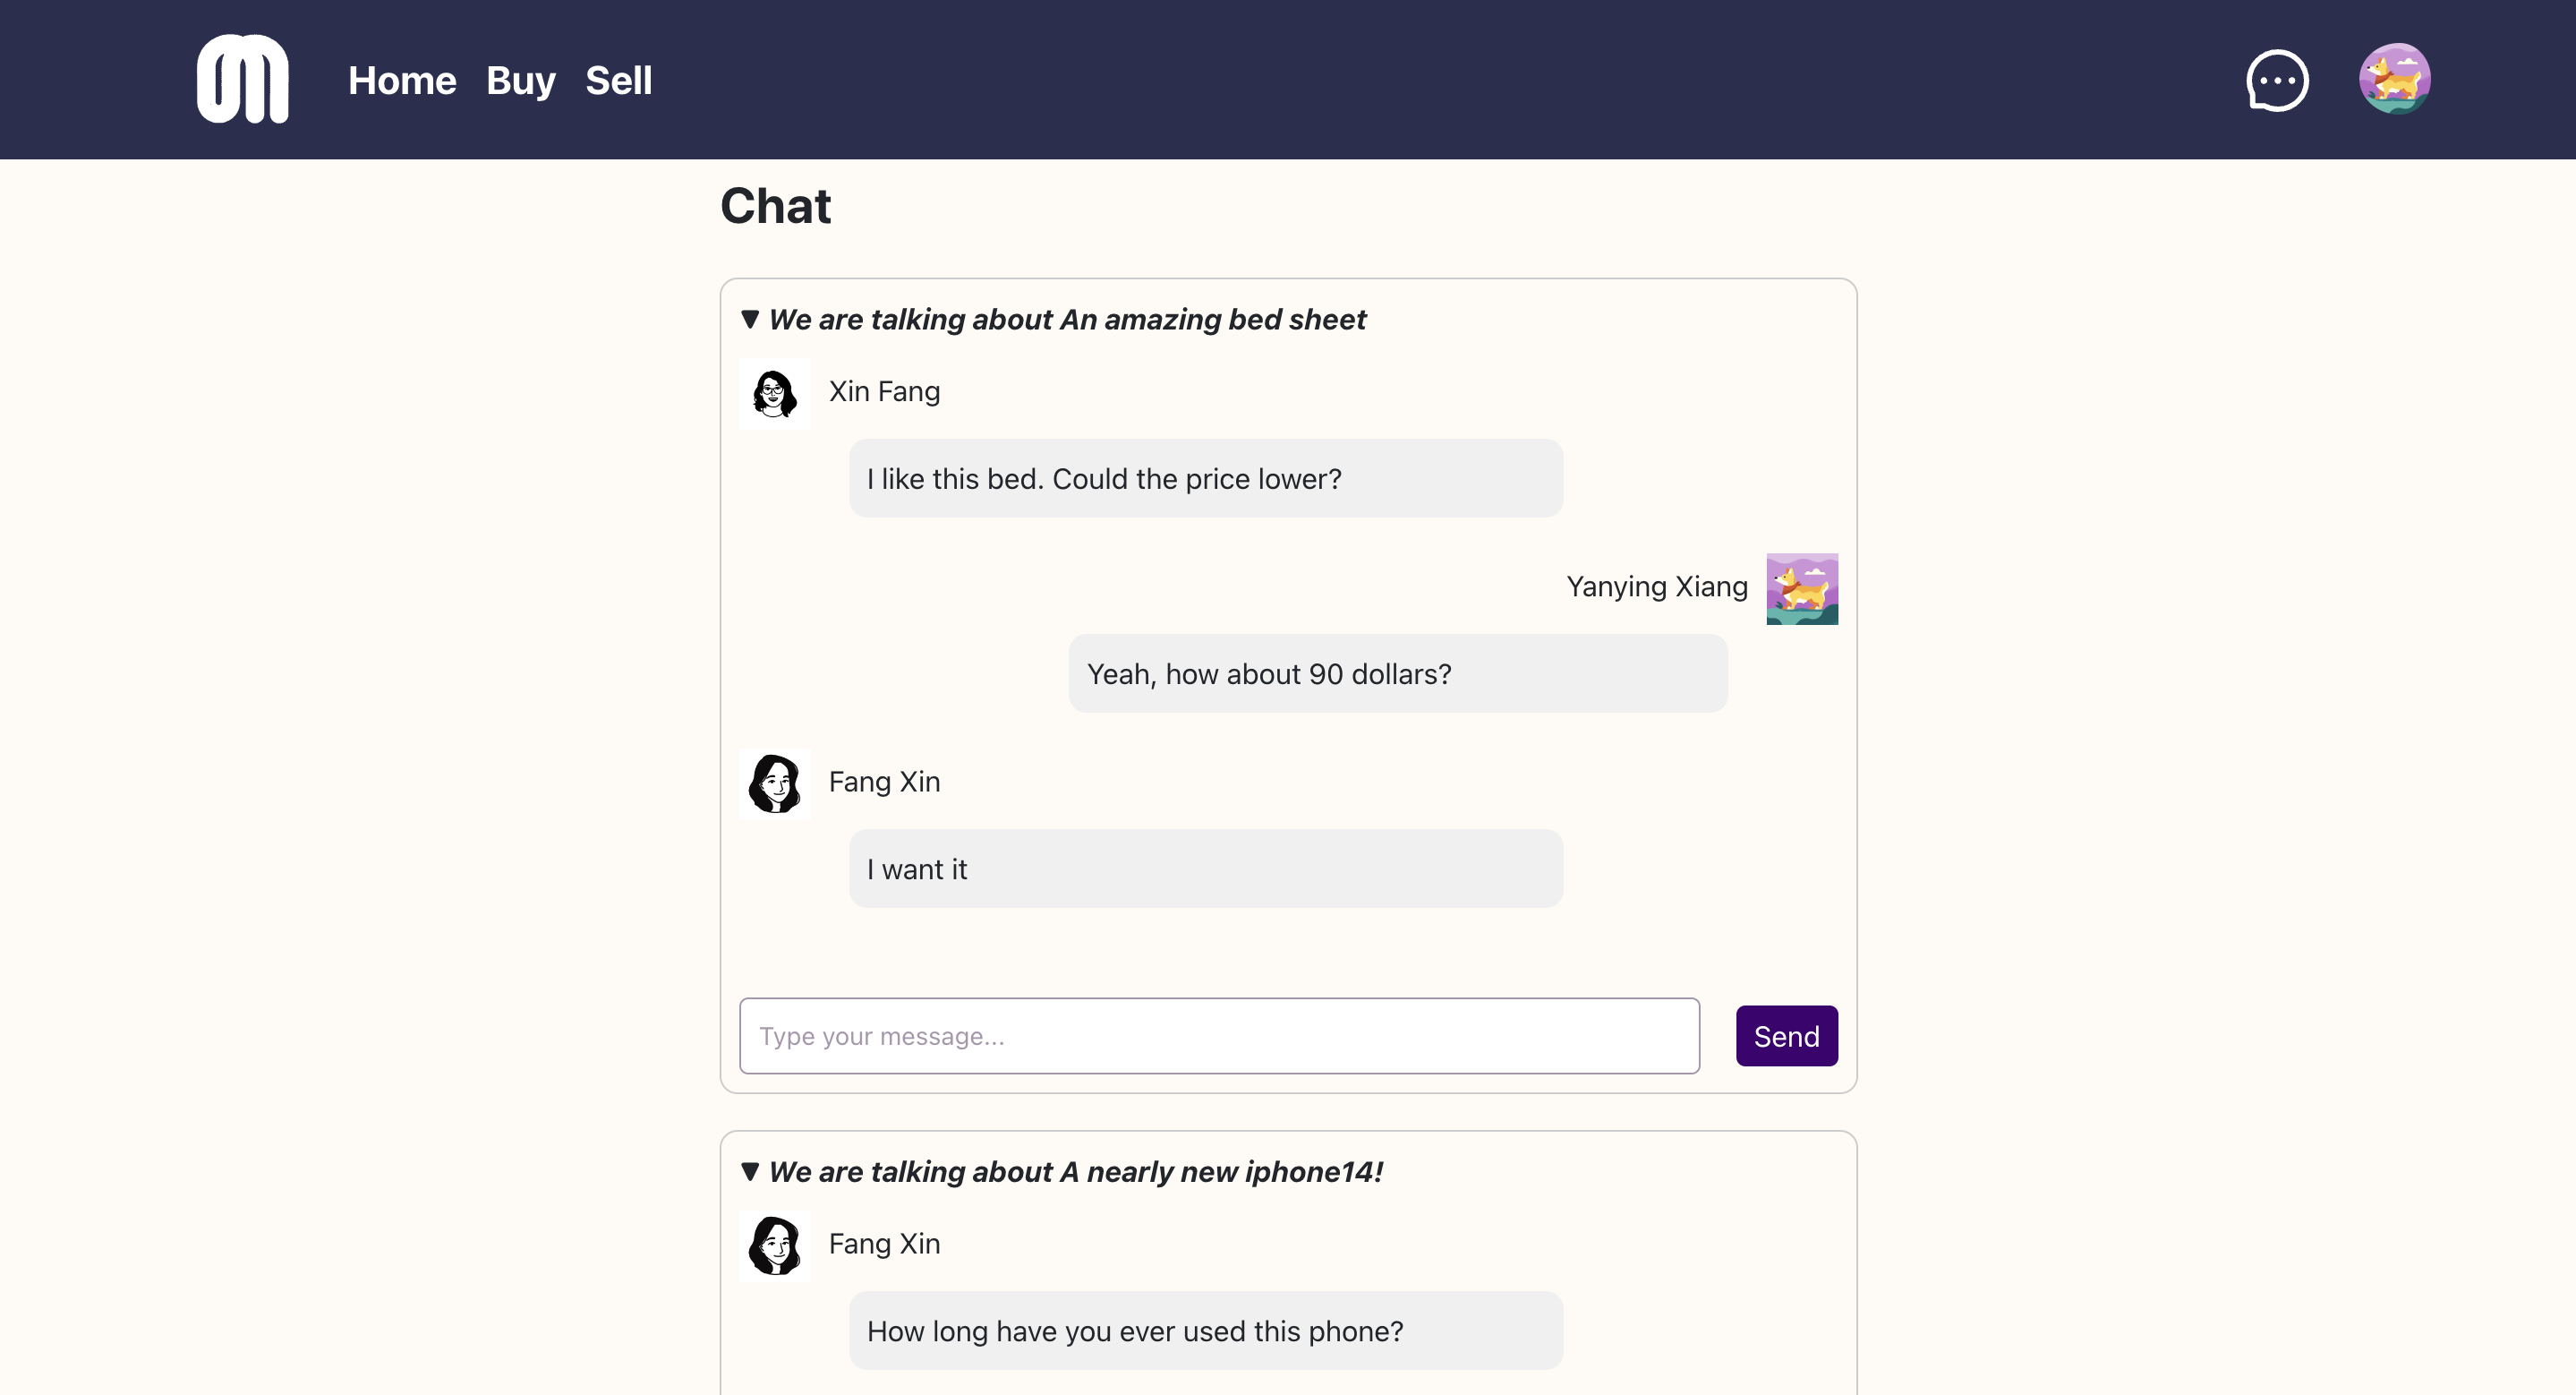 Home Buy Sell
Chat
▼ We are talking about An amazing bed sheet
Xin Fang
I like this bed. Could the price lower?
Yanying Xiang
Yeah, how about 90 dollars?
Fang Xin
I want it
Type your message...
Send
▼ We are talking about A nearly new iphone14!
Fang Xin
How long have you ever used this phone?